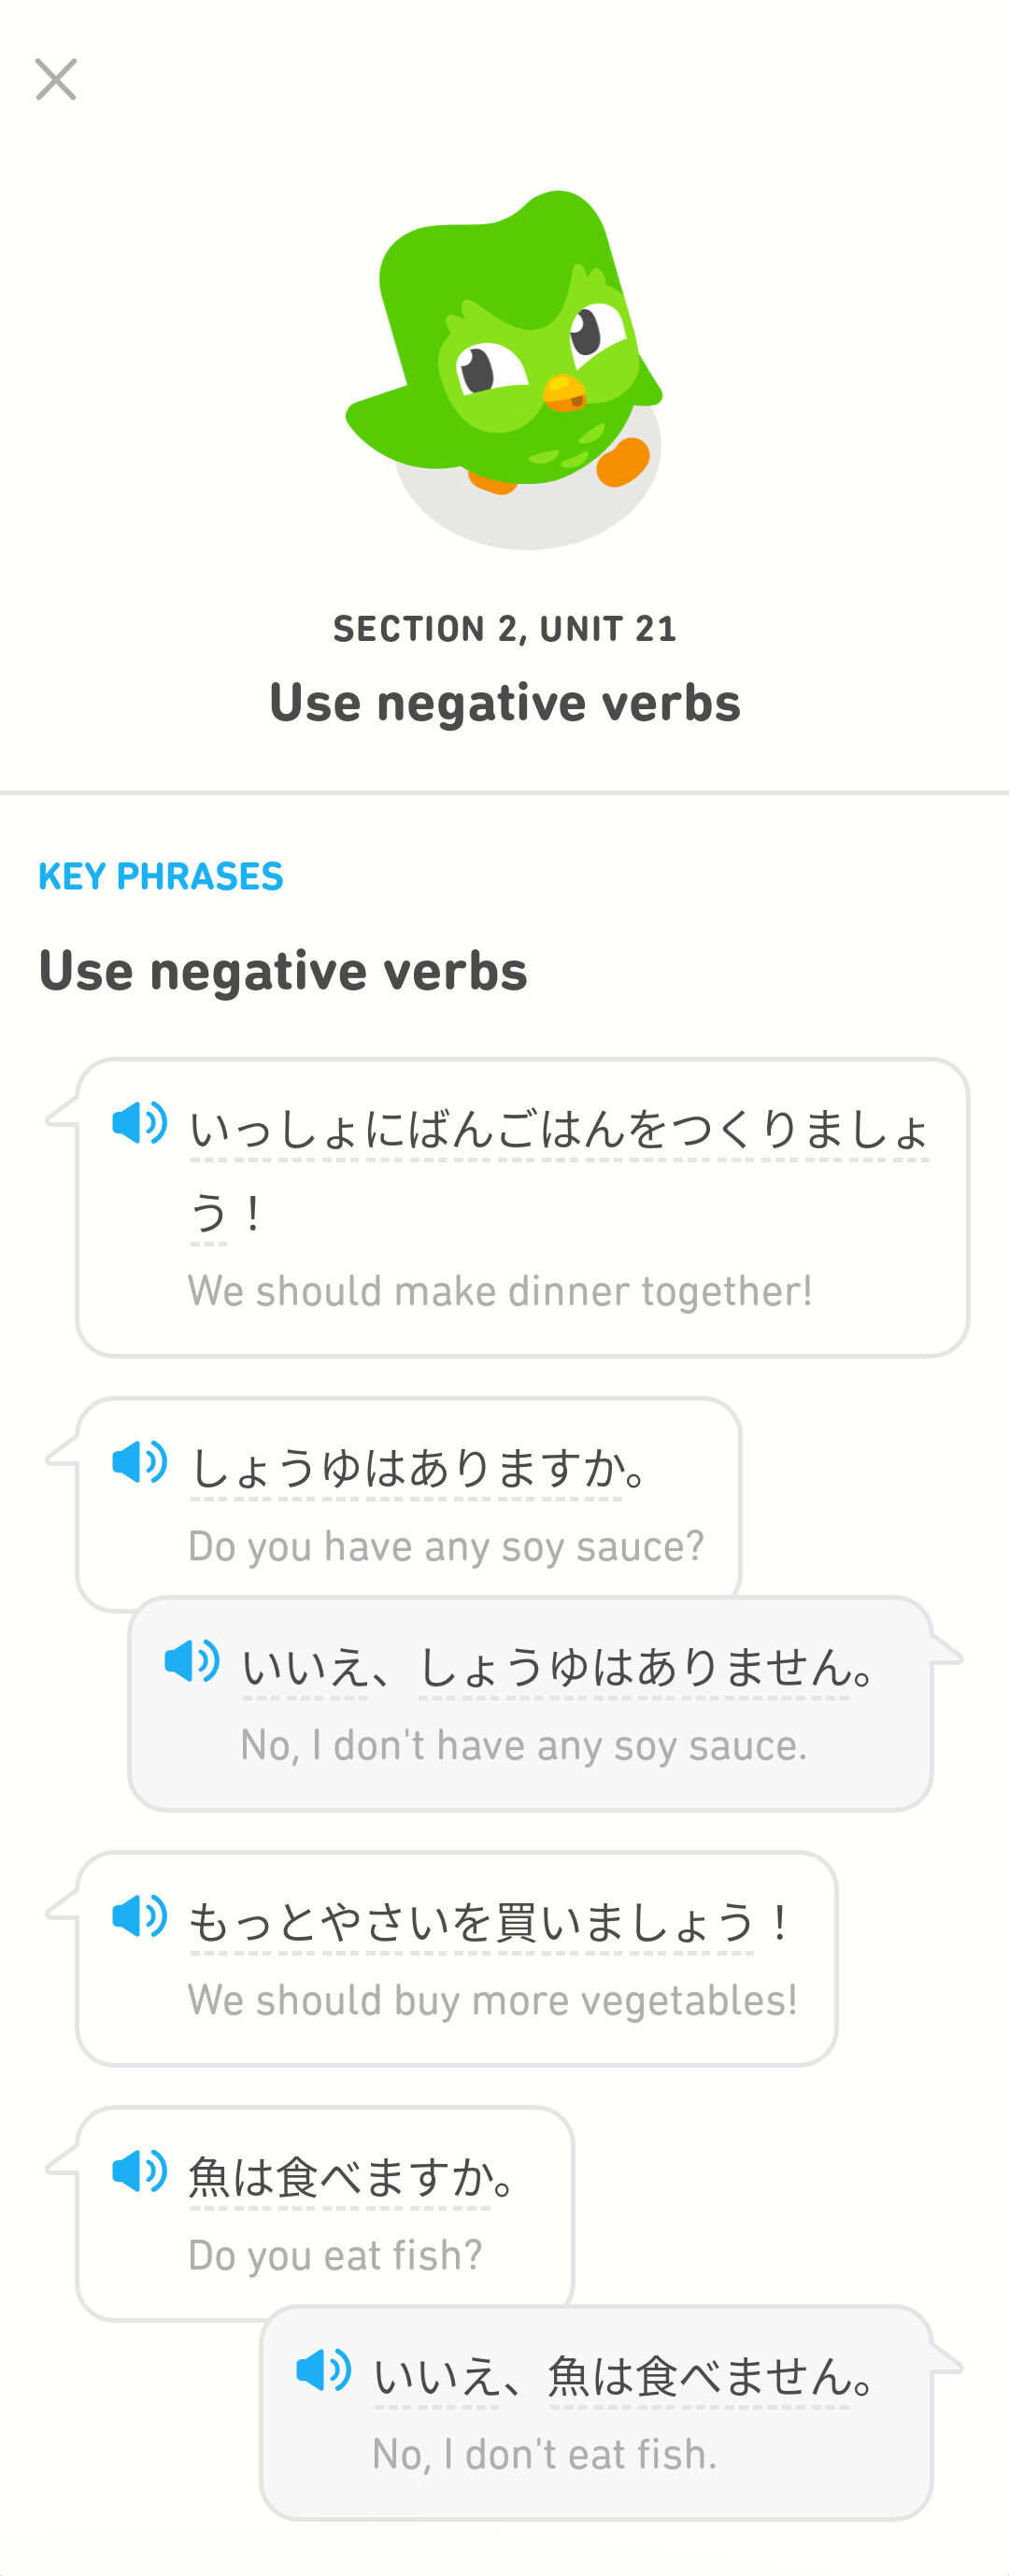 SECTION 2, UNIT 21
Use negative verbs
KEY PHRASES
Use negative verbs
いっしょにばんごはんをつくりましょ
う！
We should make dinner together!
しょうゆはありますか。
Do you have any soy sauce?
いいえ、しょうゆはありません。
No, I don't have any soy sauce.
もっとやさいを買いましょう！
We should buy more vegetables!
魚は食べますか。
Do you eat fish?
いいえ、魚は食べません。
No, I don't eat fish.